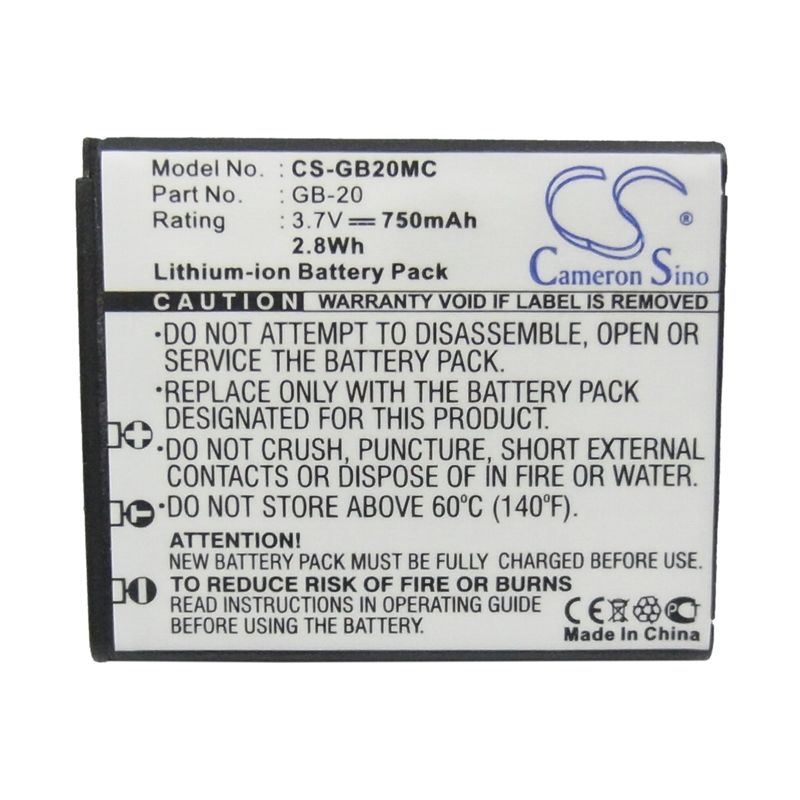 Model No.: CS-GB20MC
Part No.: GB-20
Rating : 3.7V⎓750mAh
2.8Wh
Lithium-ion Battery Pack
CS ®
Cameron Sino
CAUTION WARRANTY VOID IF LABEL IS REMOVED
•DO NOT ATTEMPT TO DISASSEMBLE, OPEN OR
SERVICE THE BATTERY PACK.
•REPLACE ONLY WITH THE BATTERY PACK
DESIGNATED FOR THIS PRODUCT.
•DO NOT CRUSH, PUNCTURE, SHORT EXTERNAL
CONTACTS OR DISPOSE OF IN FIRE OR WATER.
•DO NOT STORE ABOVE 60°C (140°F).
ATTENTION!
NEW BATTERY PACK MUST BE FULLY CHARGED BEFORE USE.
TO REDUCE RISK OF FIRE OR BURNS
READ INSTRUCTIONS IN OPERATING GUIDE
BEFORE USING THE BATTERY.
CE
Made In China